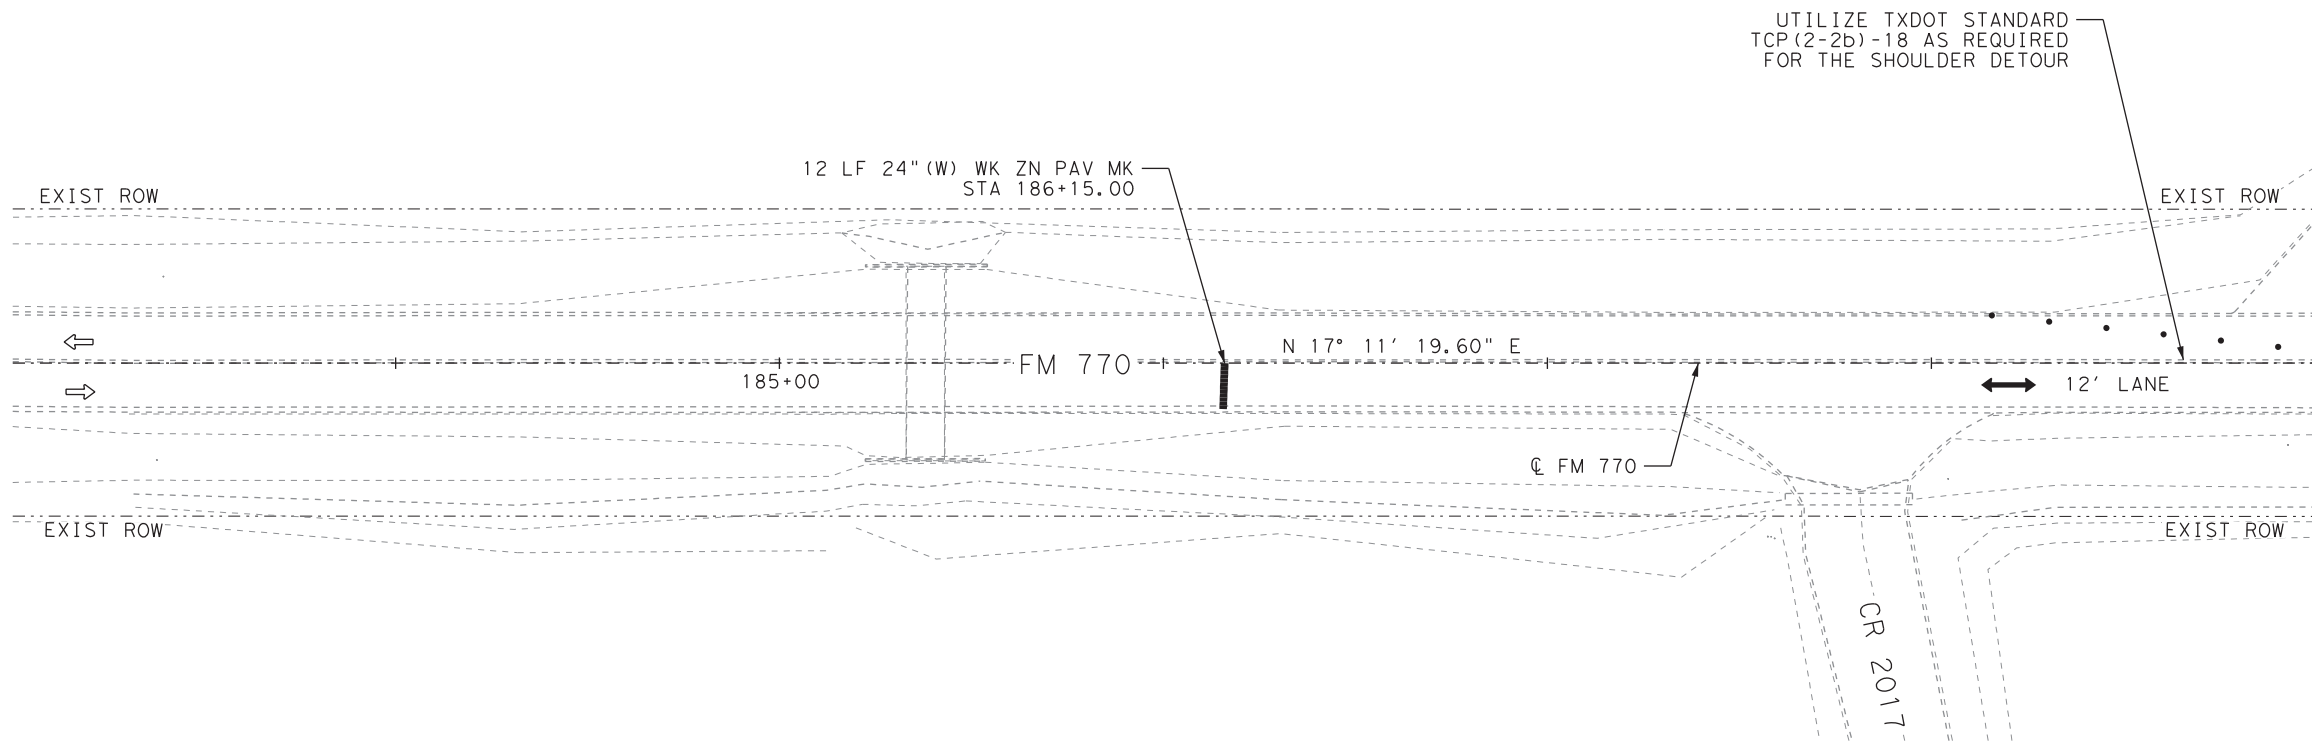 UTILIZE TXDOT STANDARD
TCP(2-2b)-18 AS REQUIRED
FOR THE SHOULDER DETOUR
12 LF 24"(W) WK ZN PAV MK
STA 186+15.00
EXIST ROW
EXIST ROW
N 17° 11' 19.60" E
FM 770
185+00
12' LANE
℄ FM 770
EXIST ROW
EXIST ROW
CR 2017